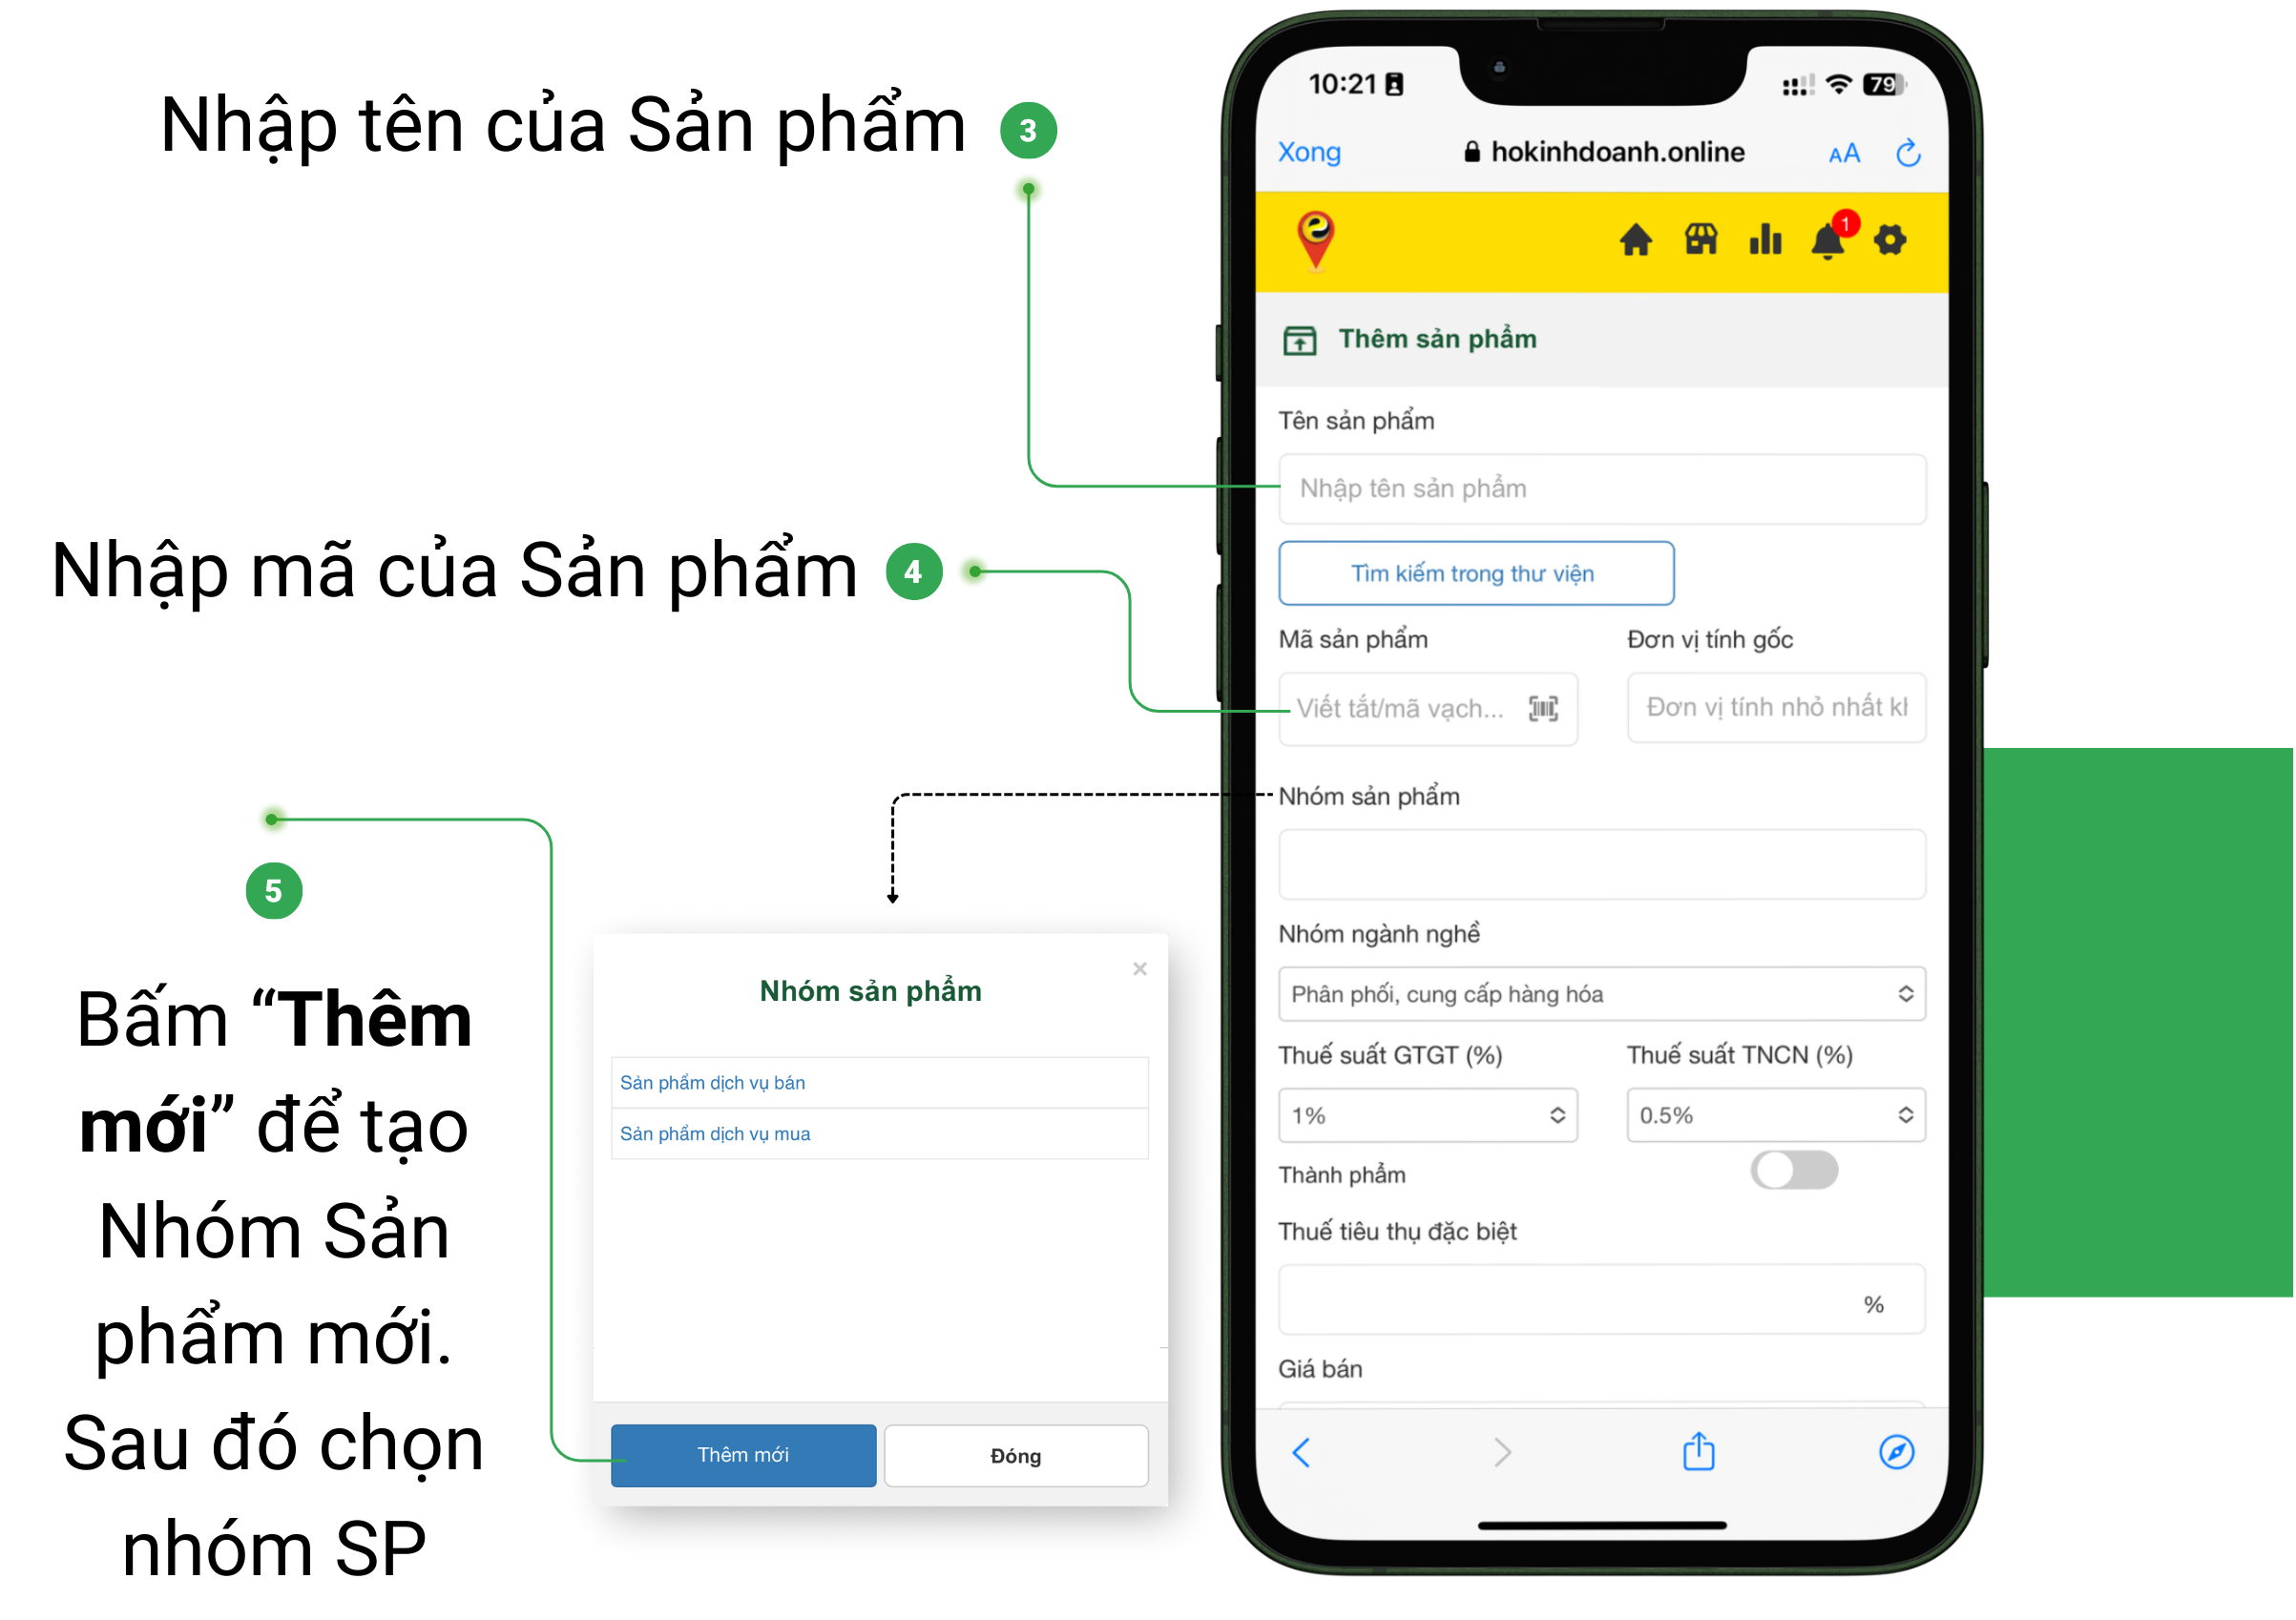 Nhập tên của Sản phẩm 3
Nhập mã của Sản phẩm 4
5
Bấm “Thêm
mới” để tạo
Nhóm Sản
phẩm mới.
Sau đó chọn
nhóm SP
Nhóm sản phẩm ×
Sản phẩm dịch vụ bán
Sản phẩm dịch vụ mua
Thêm mới
Đóng
10:21
79
Xong
hokinhdoanh.online
AA
1
Thêm sản phẩm
Tên sản phẩm
Nhập tên sản phẩm
Tìm kiếm trong thư viện
Mã sản phẩm
Đơn vị tính gốc
Viết tắt/mã vạch...
Đơn vị tính nhỏ nhất
Nhóm sản phẩm
Nhóm ngành nghề
Phân phối, cung cấp hàng hóa
Thuế suất GTGT (%)
Thuế suất TNCN (%)
1%
0.5%
Thành phẩm
Thuế tiêu thụ đặc biệt
%
Giá bán